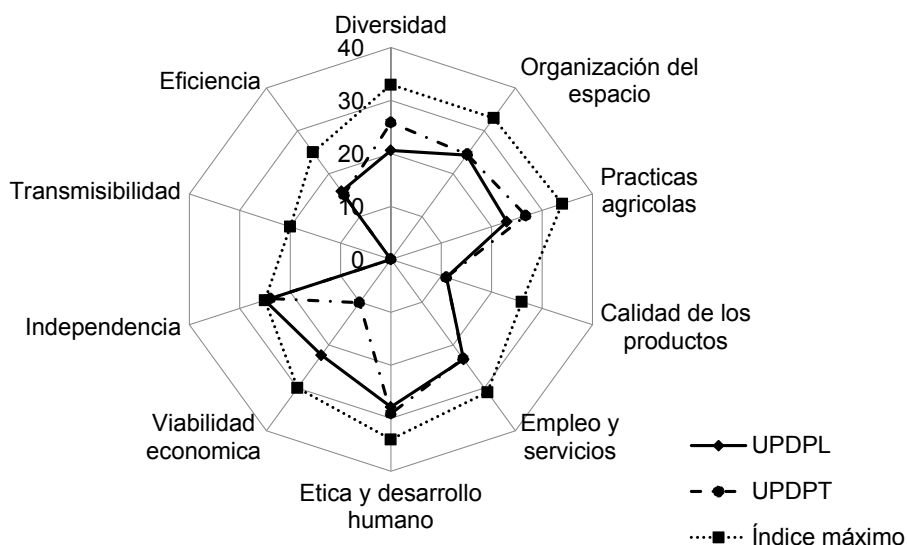 Diversidad
40
Organización del
espacio
Eficiencia
30
20
Transmisibilidad
Practicas
agricolas
10
0
Independencia
Calidad de los
productos
Viabilidad
economica
Empleo y
servicios
Etica y desarrollo
humano
UPDPL
UPDPT
Índice máximo